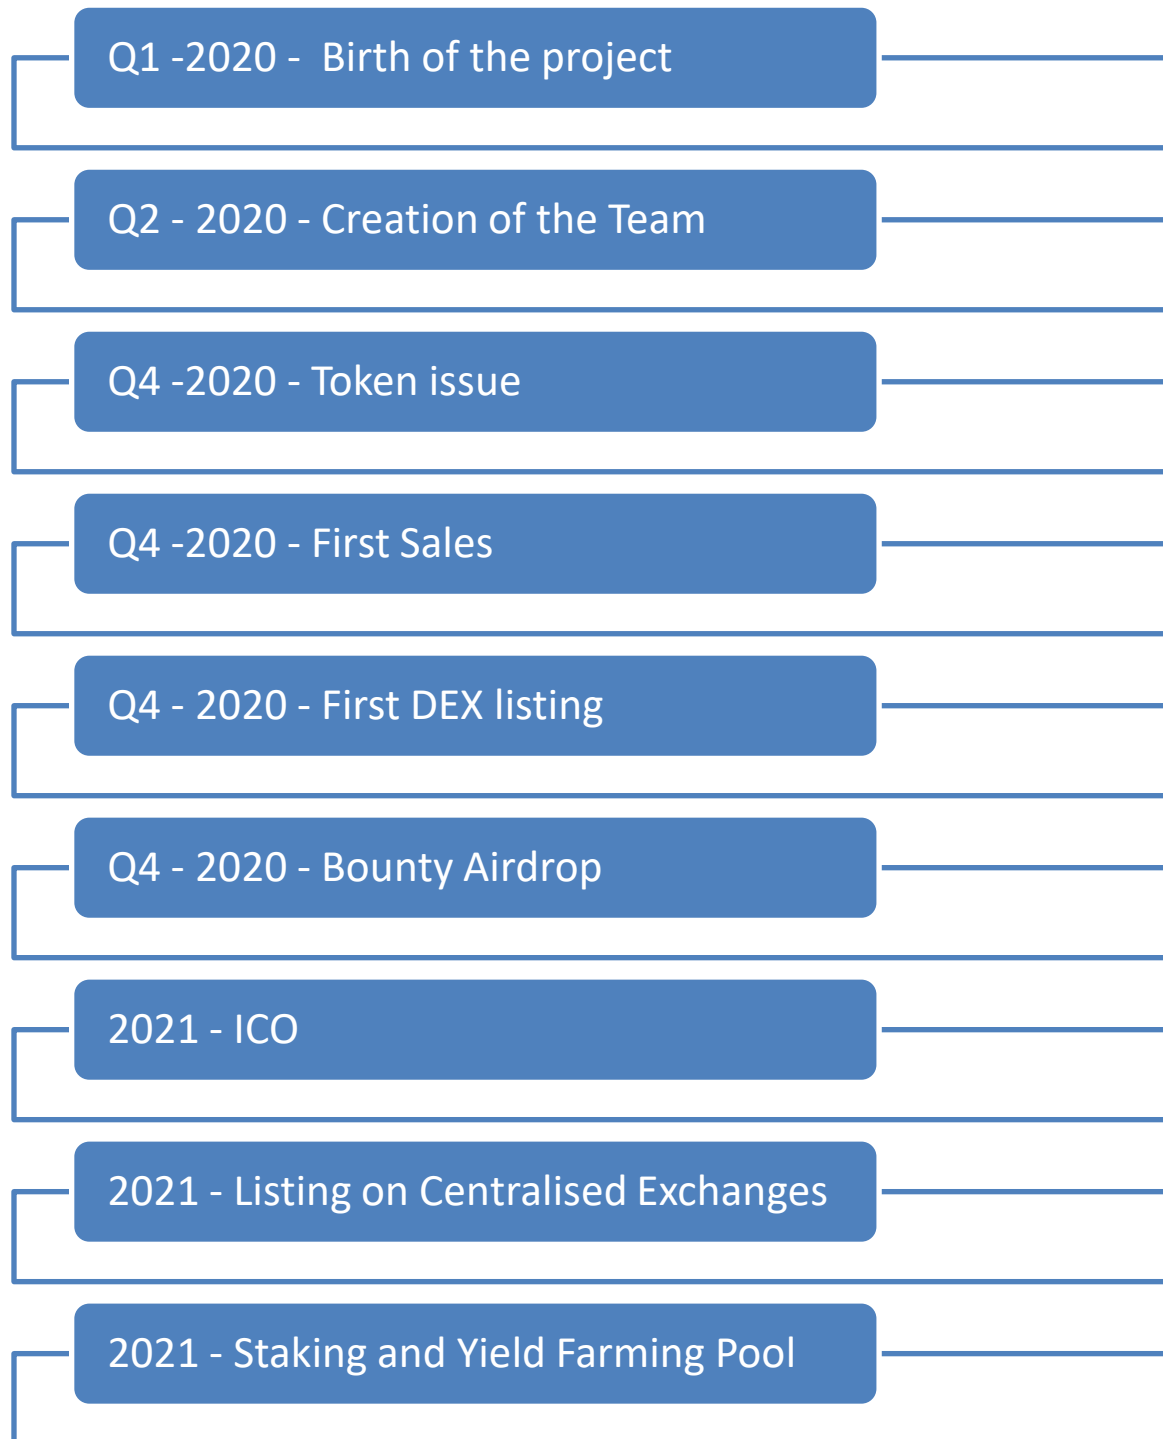 Q1 -2020 -  Birth of the project
Q2 - 2020 - Creation of the Team
Q4 -2020 - Token issue
Q4 -2020 - First Sales
Q4 - 2020 - First DEX listing
Q4 - 2020 - Bounty Airdrop
2021 - ICO
2021 - Listing on Centralised Exchanges
2021 - Staking and Yield Farming Pool